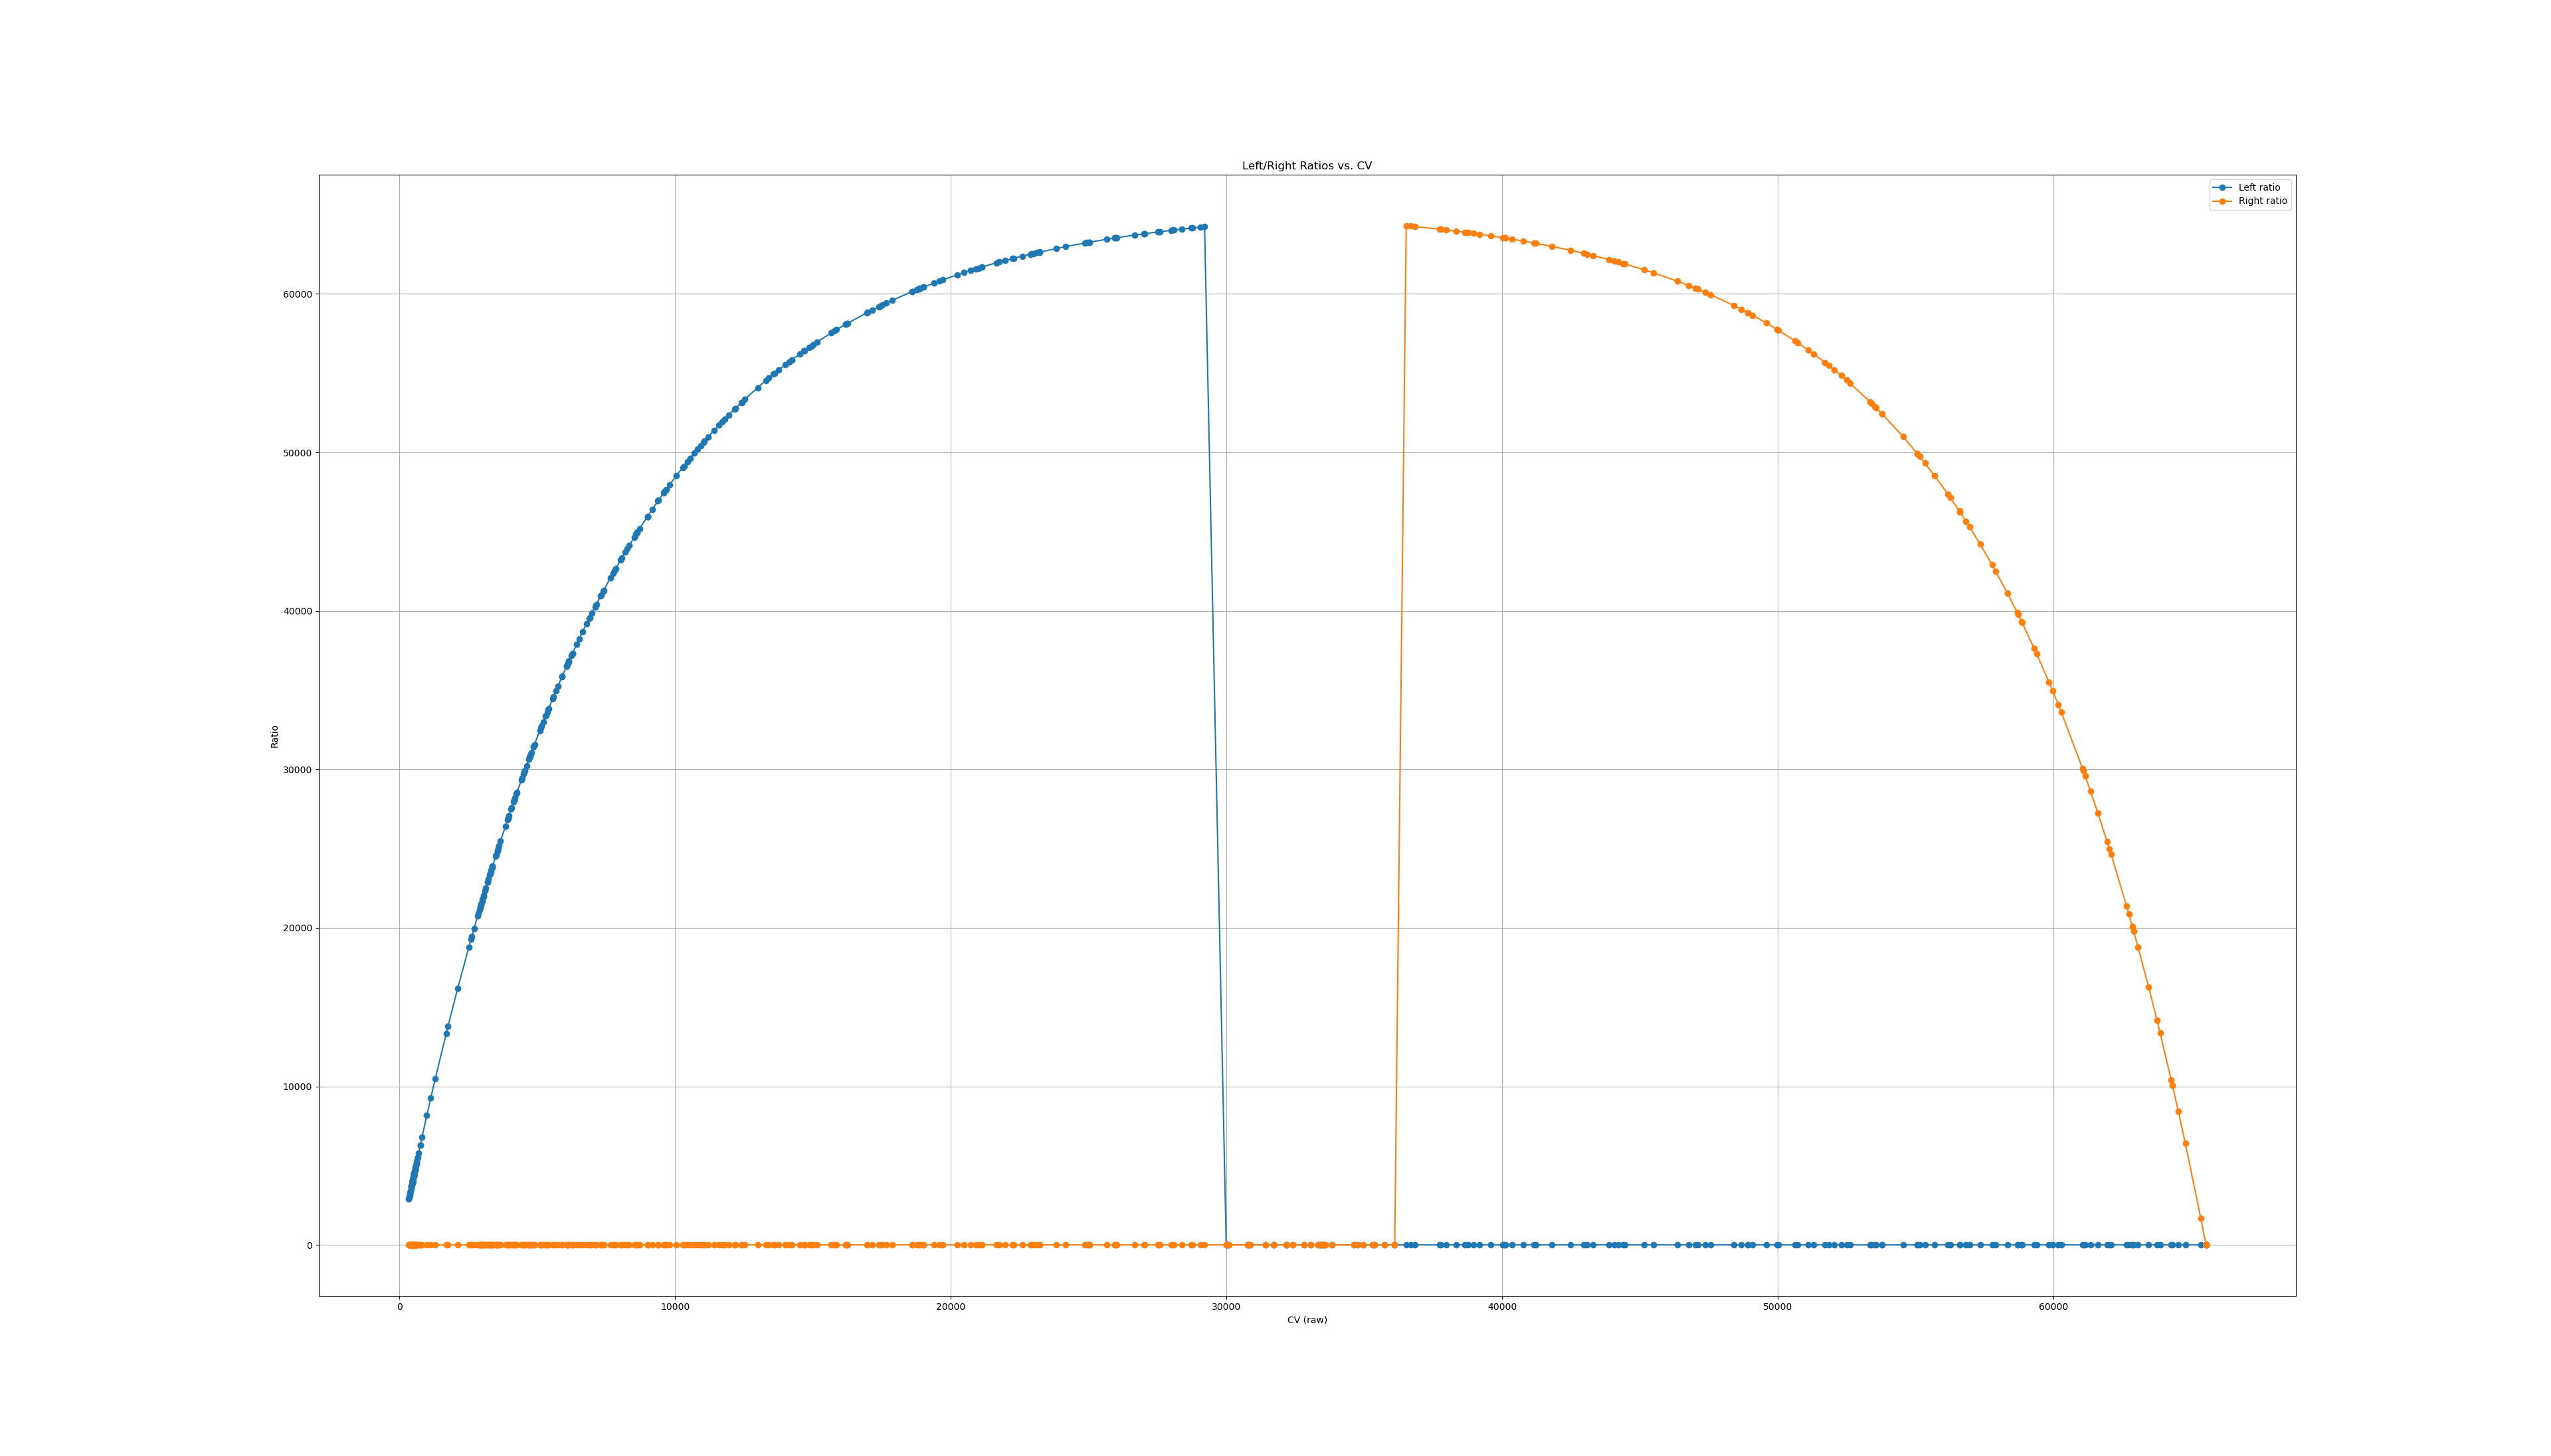 Left/Right Ratios vs. CV
Left ratio
Right ratio
60000
50000
40000
30000
20000
10000
0
Ratio
0 10000 20000 30000 40000 50000 60000
CV (raw)